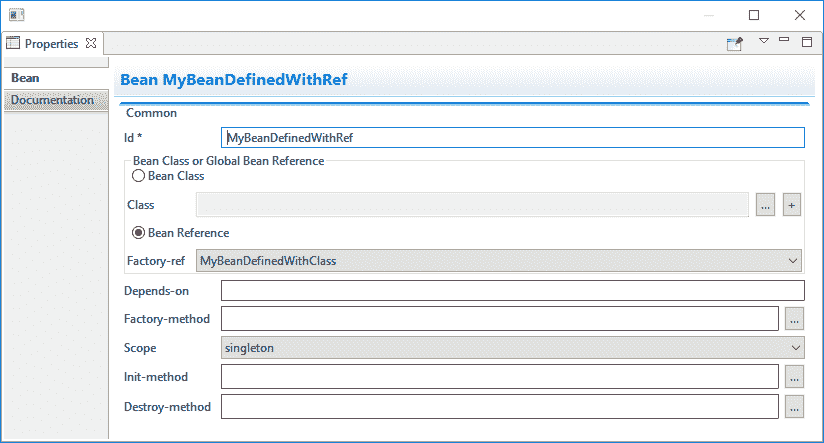 Properties
Bean
Documentation
Bean MyBeanDefinedWithRef
Common
Id * MyBeanDefinedWithRef
Bean Class or Global Bean Reference
Bean Class
Class ... +
Bean Reference
Factory-ref MyBeanDefinedWithClass
Depends-on
Factory-method ...
Scope singleton
Init-method ...
Destroy-method ...